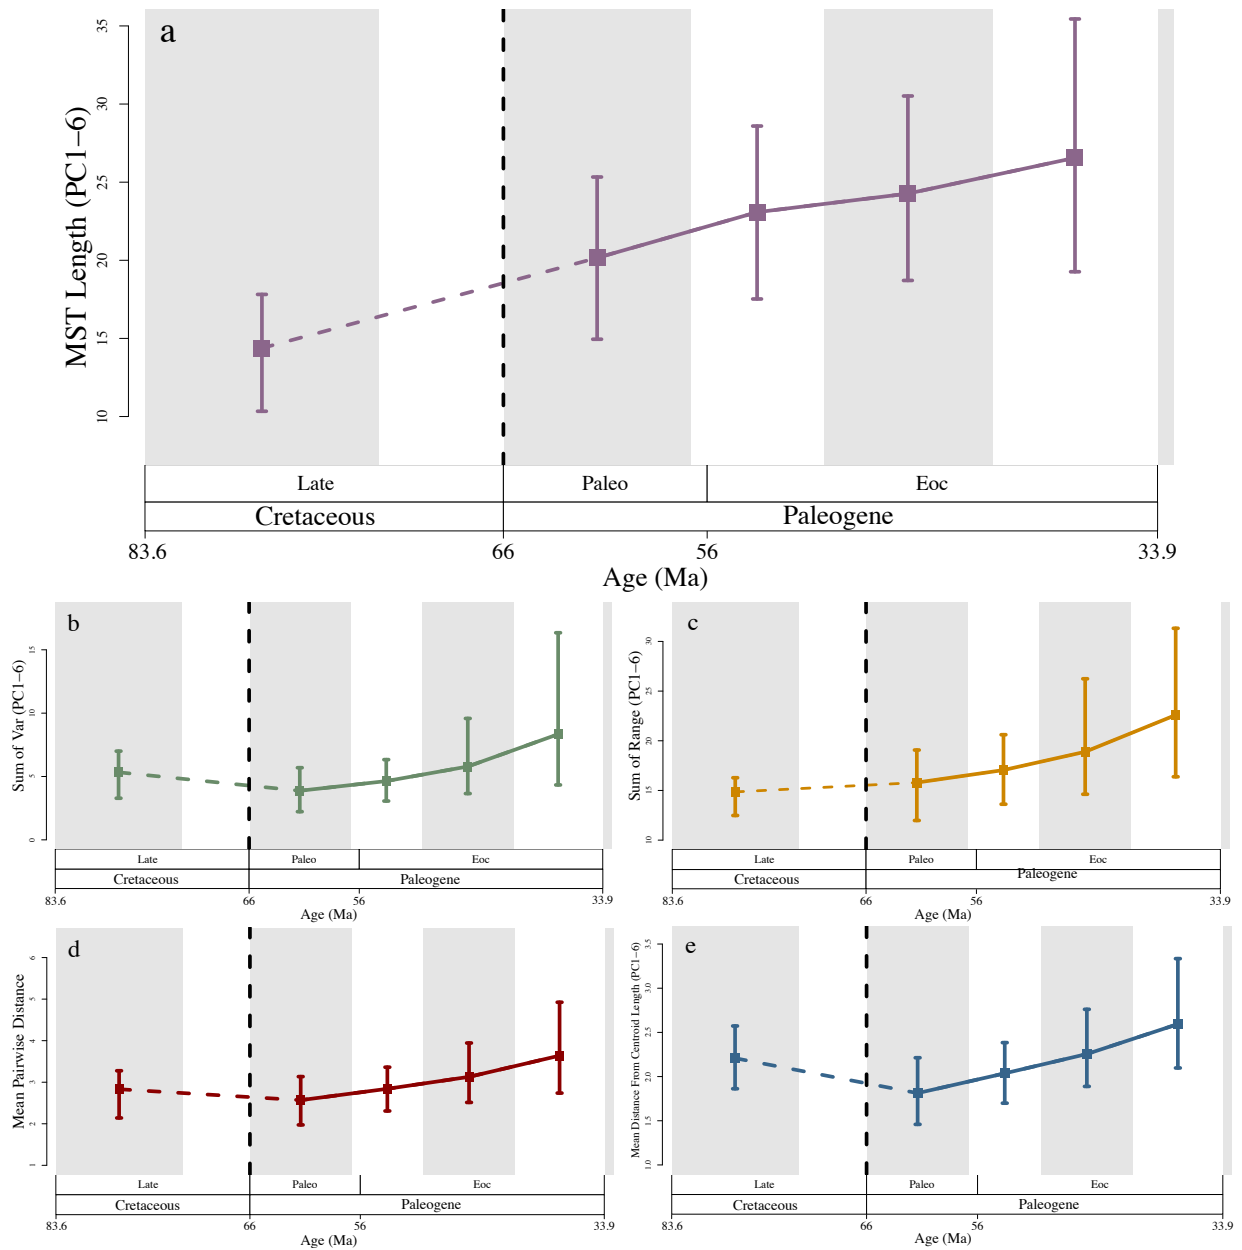 a
MST Length (PC1–6)
35
30
25
20
15
10
Late
Paleo
Eoc
Cretaceous
Paleogene
83.6
66
56
33.9
Age (Ma)
b
Sum of Var (PC1–6)
15
10
5
0
Late
Paleo
Eoc
Cretaceous
Paleogene
83.6
66
56
33.9
Age (Ma)
c
Sum of Range (PC1–6)
30
25
20
15
10
Late
Paleo
Eoc
Cretaceous
Paleogene
83.6
66
56
33.9
Age (Ma)
d
Mean Pairwise Distance
6
5
4
3
2
1
Late
Paleo
Eoc
Cretaceous
Paleogene
83.6
66
56
33.9
Age (Ma)
e
Mean Distance From Centroid Length (PC1–6)
3.5
3.0
2.5
2.0
1.5
1.0
Late
Paleo
Eoc
Cretaceous
Paleogene
83.6
66
56
33.9
Age (Ma)